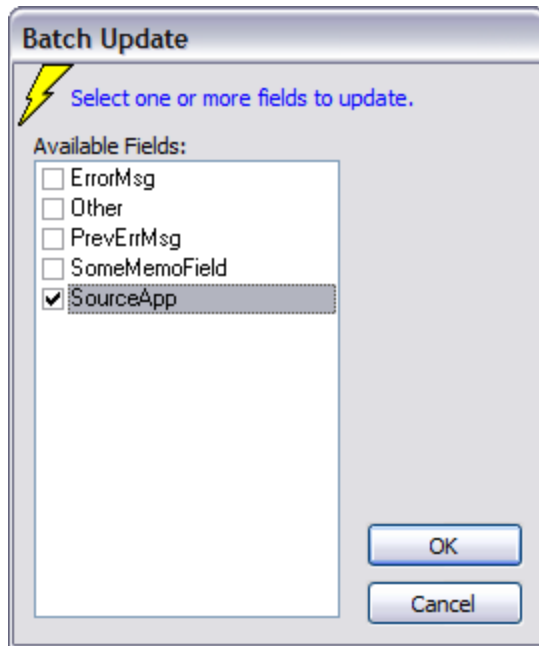 Batch Update
Select one or more fields to update.
Available Fields:
ErrorMsg
Other
PrevErrMsg
SomeMemoField
SourceApp
OK
Cancel